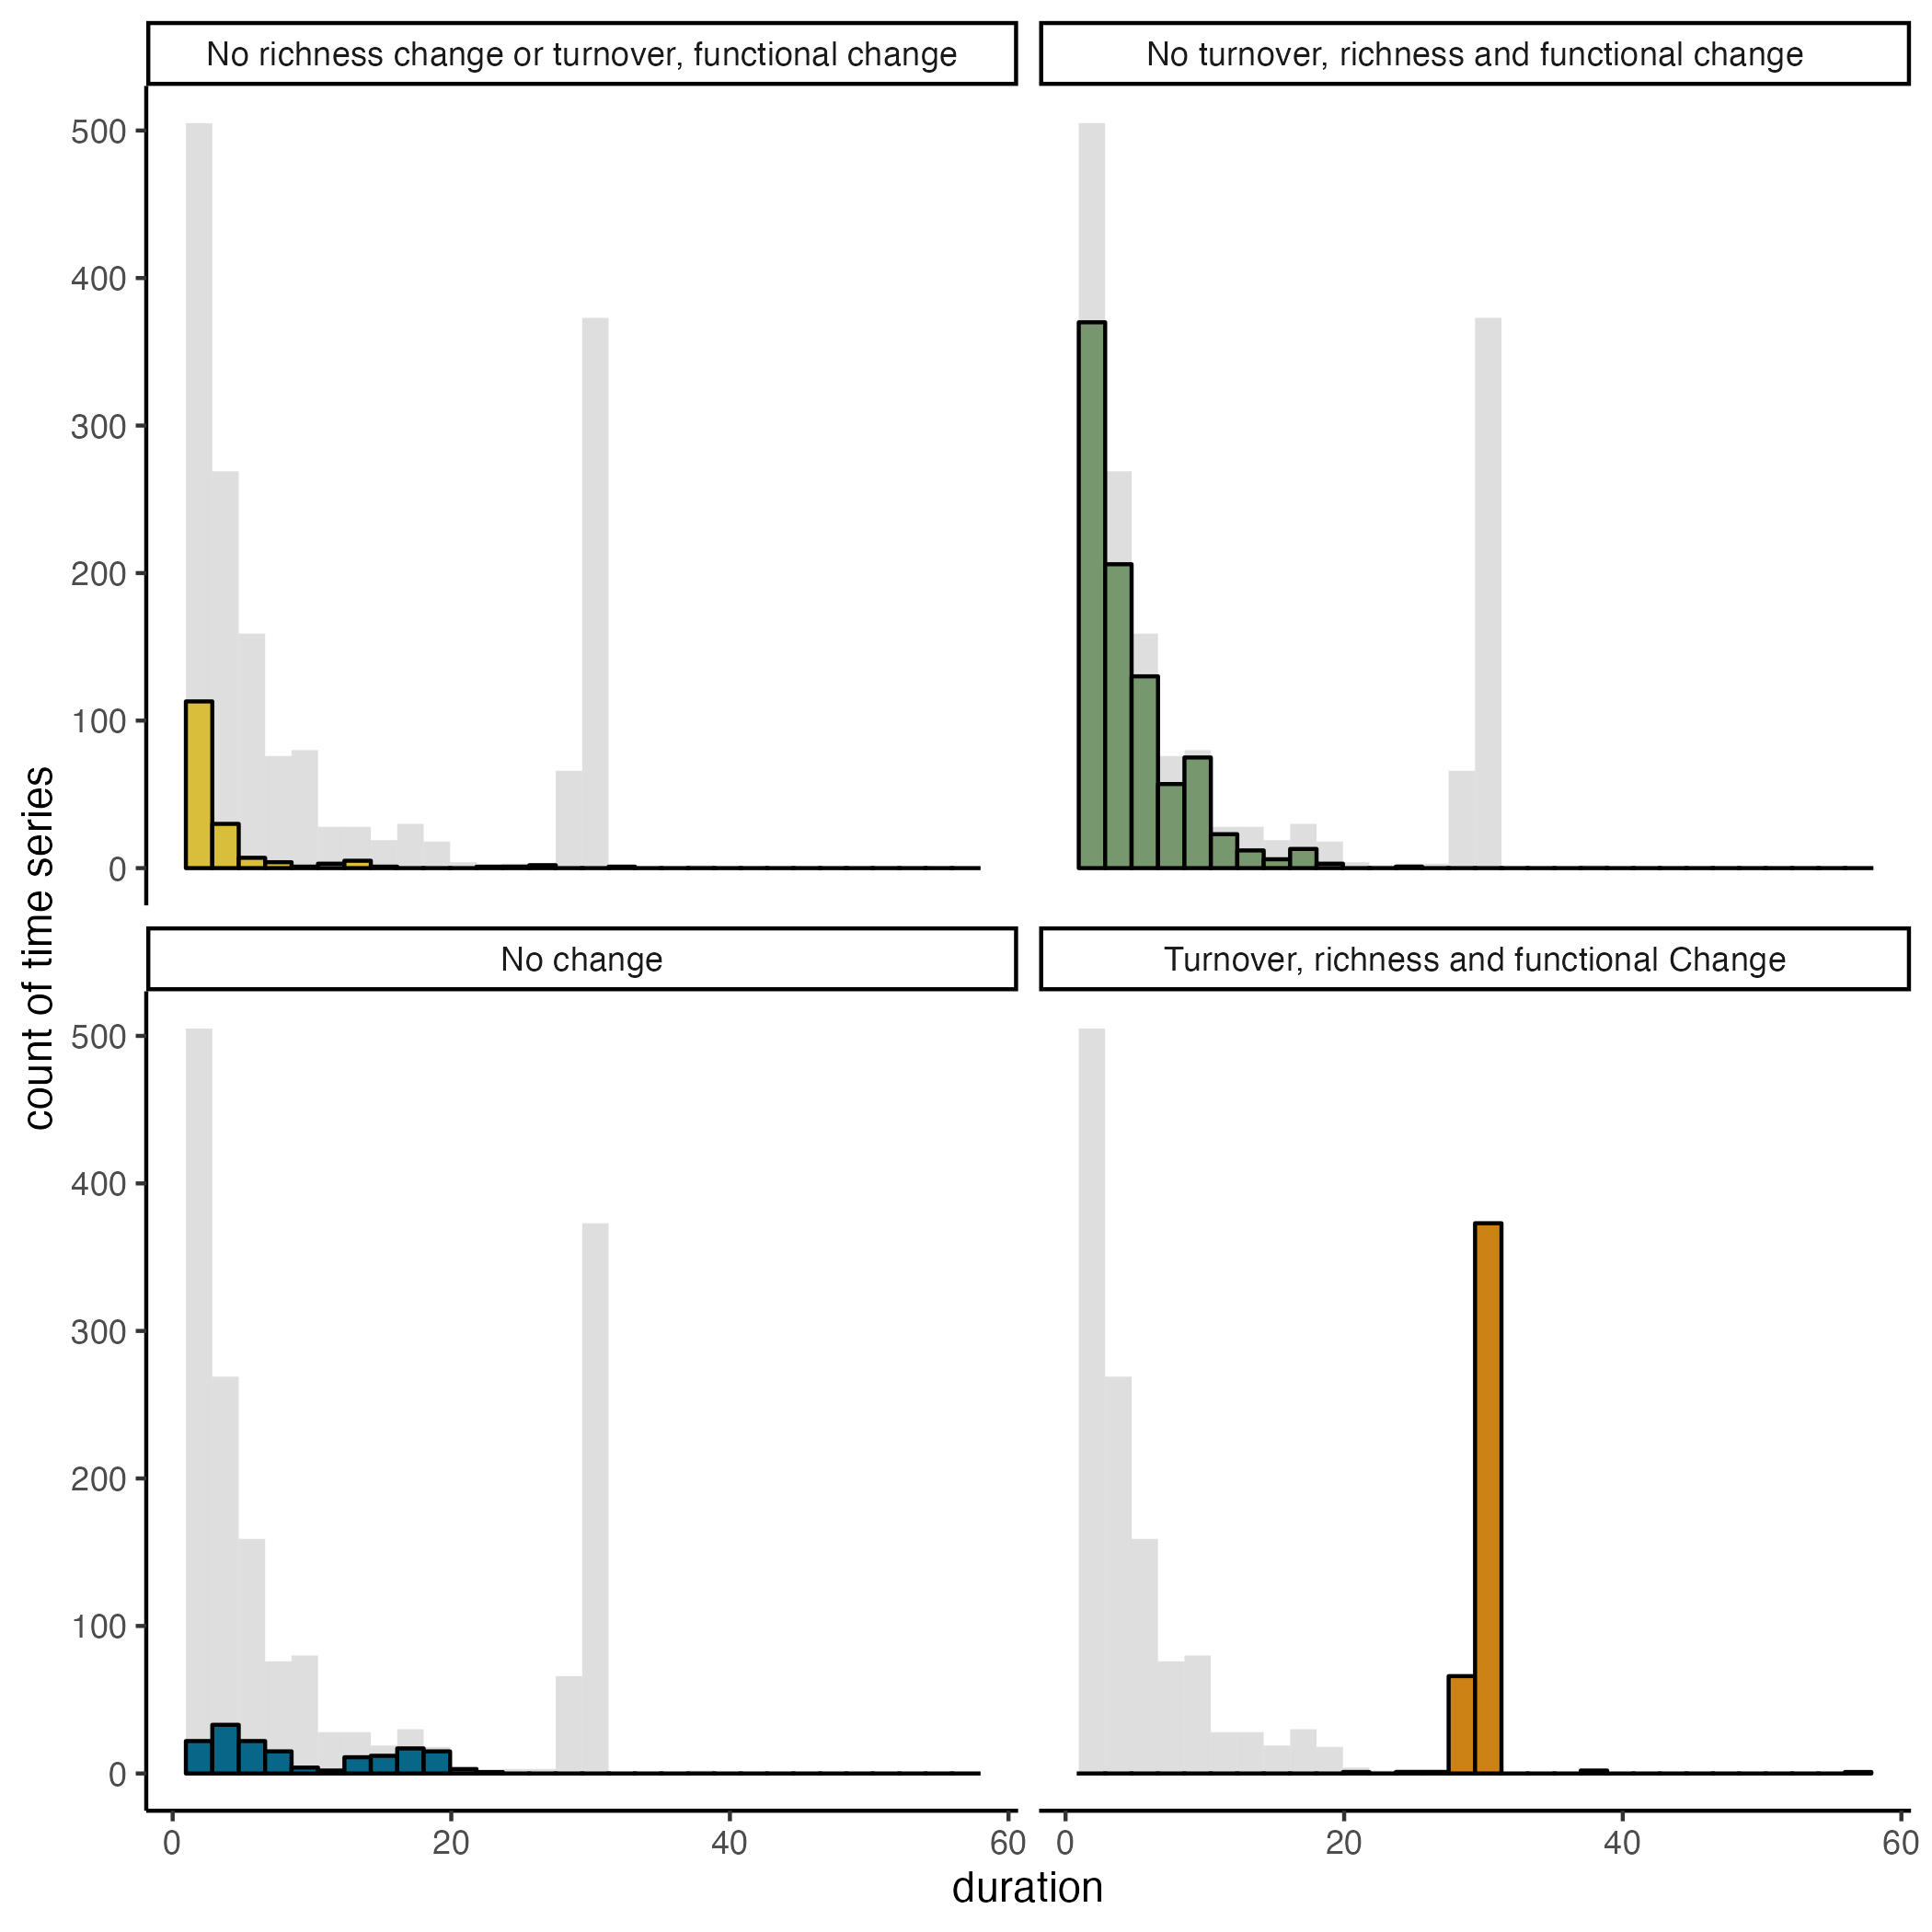 No richness change or turnover, functional change
No turnover, richness and functional change
500
400
300
200
100
0
No change
Turnover, richness and functional Change
500
400
300
200
100
0
0 20 40 60
0 20 40 60
duration
count of time series